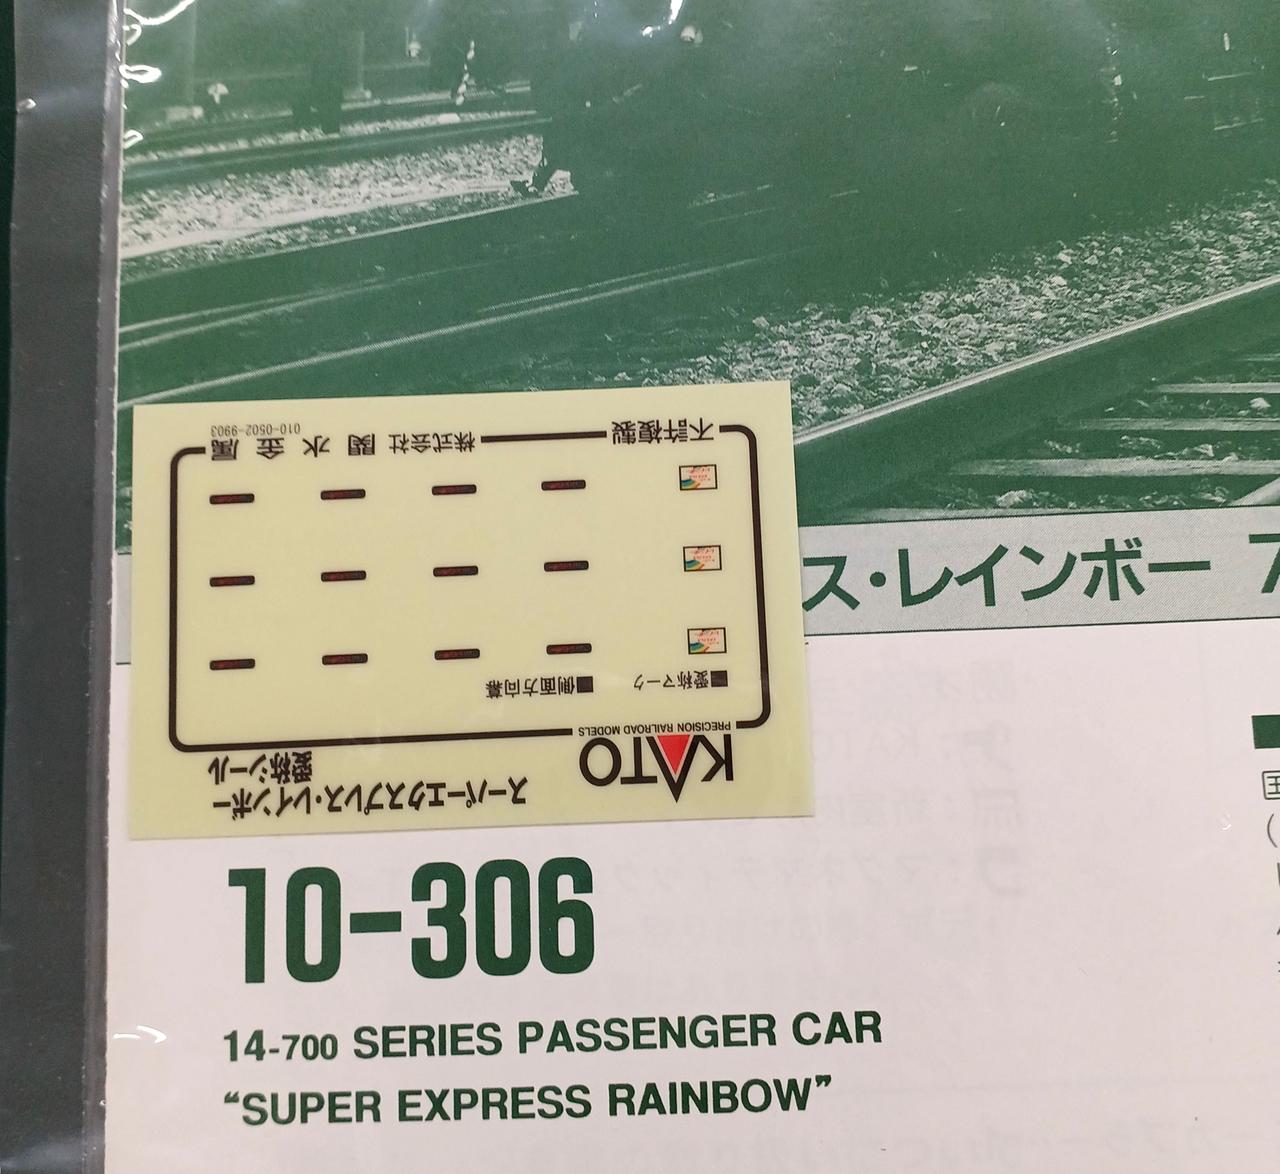 ス・レインボー 7
KATO
PRECISION RAILROAD MODELS
スーパーエクスプレス・レインボー
愛称シール
■愛称マーク
■側面方向幕
不許複製
株式会社 関水金属
010-0502-9903
10-306
14-700 SERIES PASSENGER CAR
“SUPER EXPRESS RAINBOW”